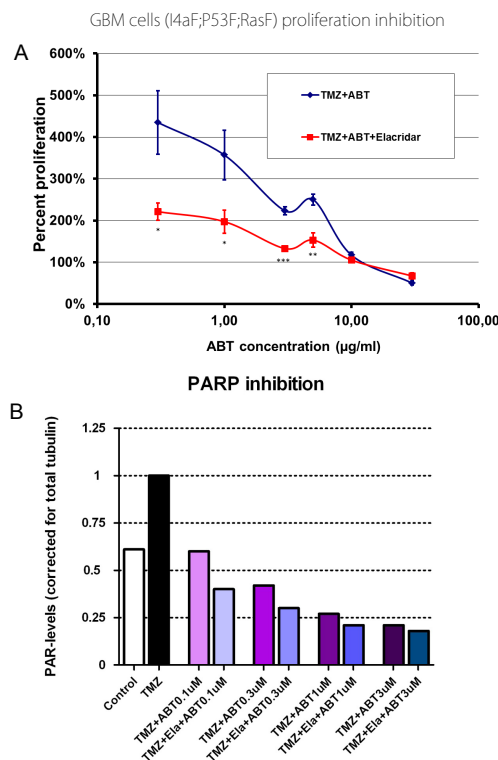 GBM cells (I4aF;P53F;RasF) proliferation inhibition
A
600%
500%
400%
300%
200%
100%
0%
Percent proliferation
TMZ+ABT
TMZ+ABT+Elacridar
*
*
***
**
0,10
1,00
10,00
100,00
ABT concentration (µg/ml)
PARP inhibition
B
PAR-levels (corrected for total tubulin)
1.25
1
0.75
0.5
0.25
0
Control
TMZ
TMZ+ABT0.1uM
TMZ+Ela+ABT0.1uM
TMZ+ABT0.3uM
TMZ+Ela+ABT0.3uM
TMZ+ABT1uM
TMZ+Ela+ABT1uM
TMZ+ABT3uM
TMZ+Ela+ABT3uM